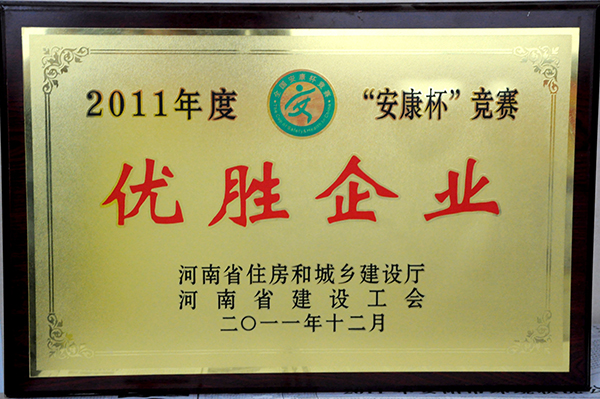 2011年度 “安康杯”竞赛
优胜企业
河南省住房和城乡建设厅
河南省建设工会
二〇一一年十二月